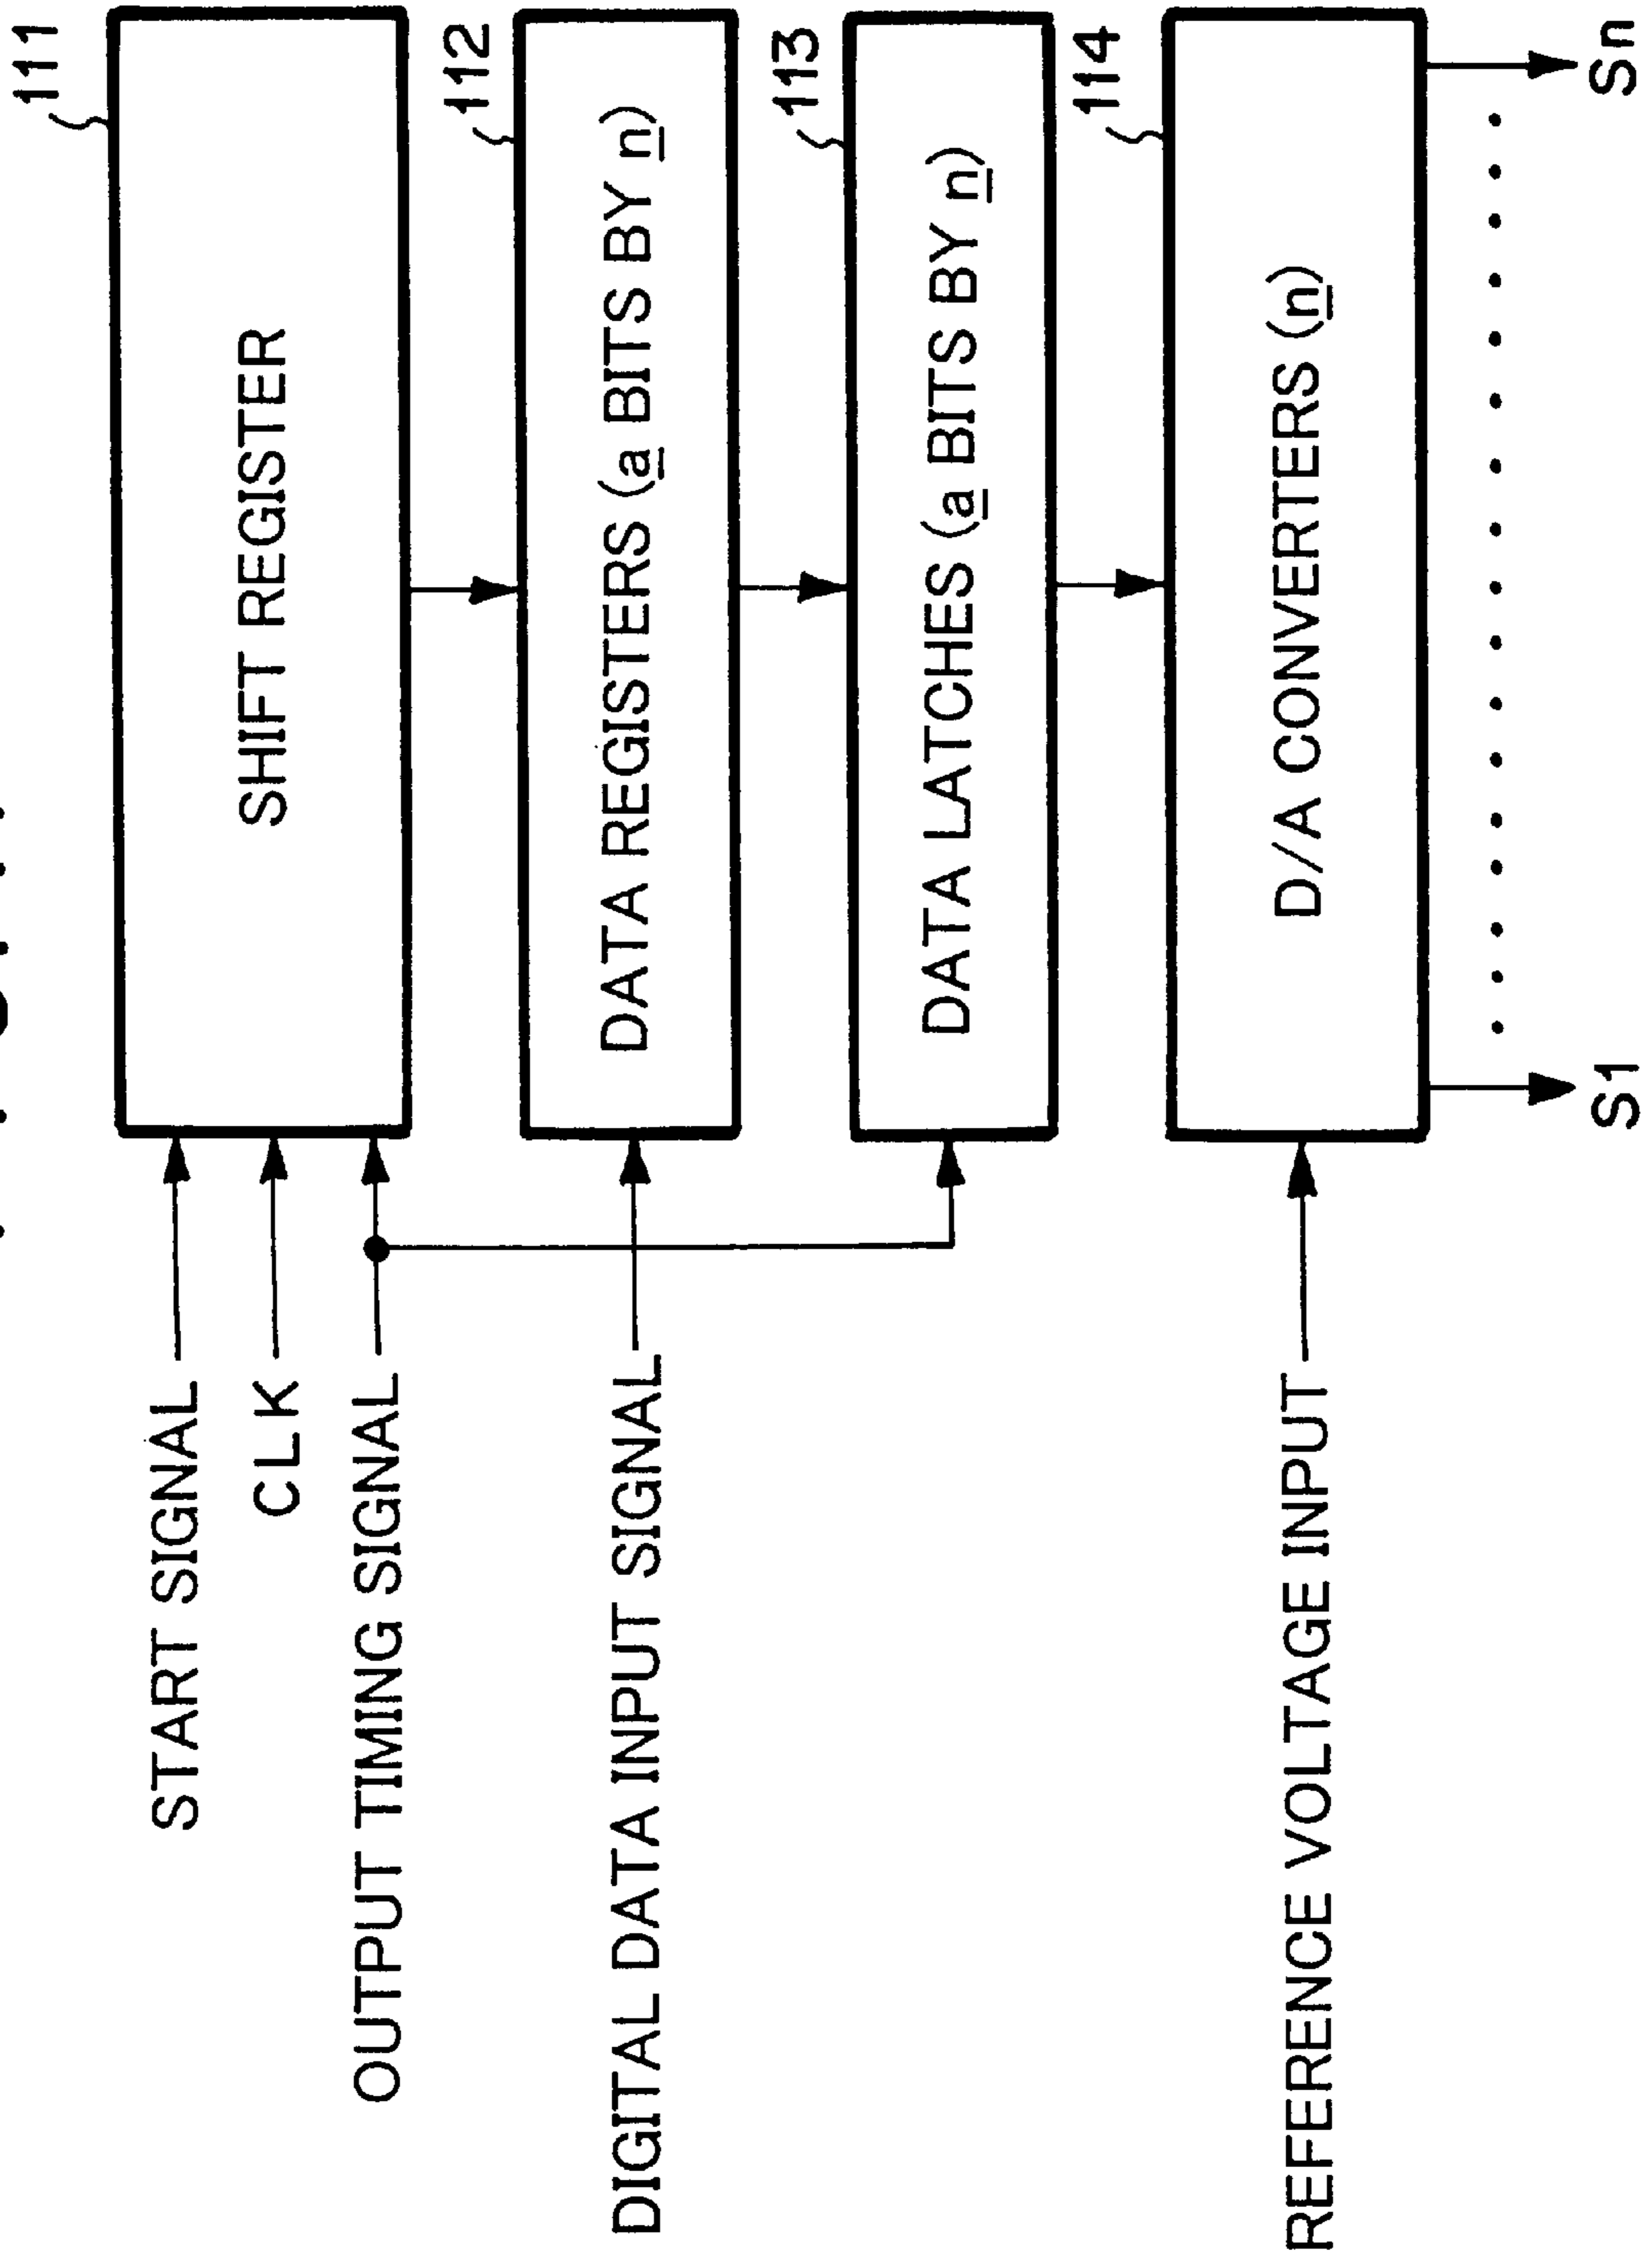 111
START SIGNAL
CLK
OUTPUT TIMING SIGNAL
SHIFT REGISTER
112
DIGITAL DATA INPUT SIGNAL
DATA REGISTERS (a BITS BY n)
113
DATA LATCHES (a BITS BY n)
114
REFERENCE VOLTAGE INPUT
D/A CONVERTERS (n)
S1
Sn